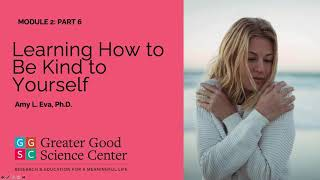 MODULE 2: PART 6
Learning How to
Be Kind to
Yourself
Amy L. Eva, Ph.D.
GG
SC
Greater Good
Science Center
RESEARCH & EDUCATION FOR A MEANINGFUL LIFE